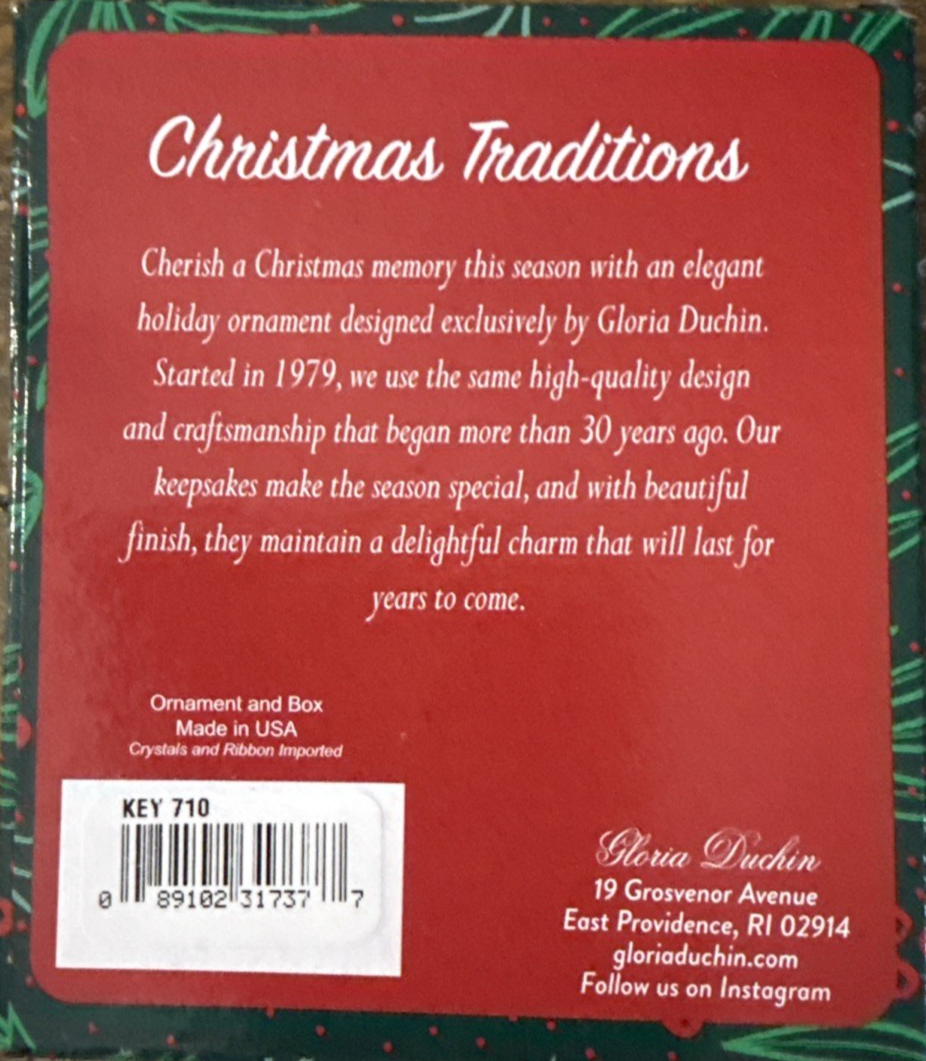 Christmas Traditions
Cherish a Christmas memory this season with an elegant
holiday ornament designed exclusively by Gloria Duchin.
Started in 1979, we use the same high-quality design
and craftsmanship that began more than 30 years ago. Our
keepsakes make the season special, and with beautiful
finish, they maintain a delightful charm that will last for
years to come.
Ornament and Box
Made in USA
Crystals and Ribbon Imported
KEY 710
0 89102 31737 7
Gloria Duchin
19 Grosvenor Avenue
East Providence, RI 02914
gloriaduchin.com
Follow us on Instagram